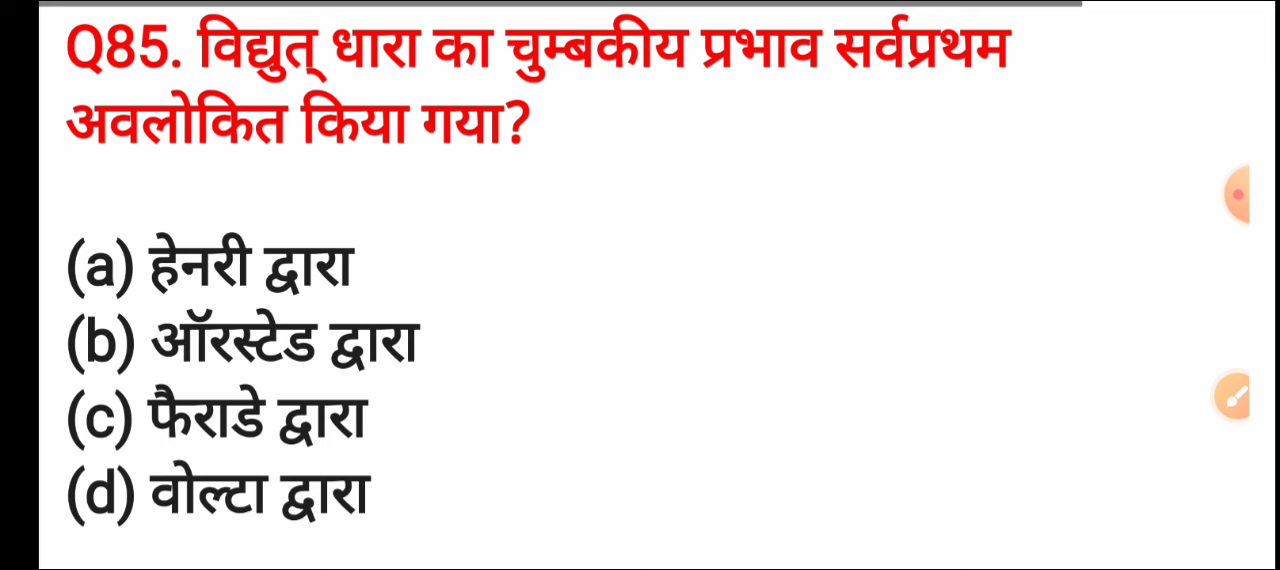 Q85. विद्युत् धारा का चुम्बकीय प्रभाव सर्वप्रथम
अवलोकित किया गया?
(a) हेनरी द्वारा
(b) ऑरस्टेड द्वारा
(c) फैराडे द्वारा
(d) वोल्टा द्वारा